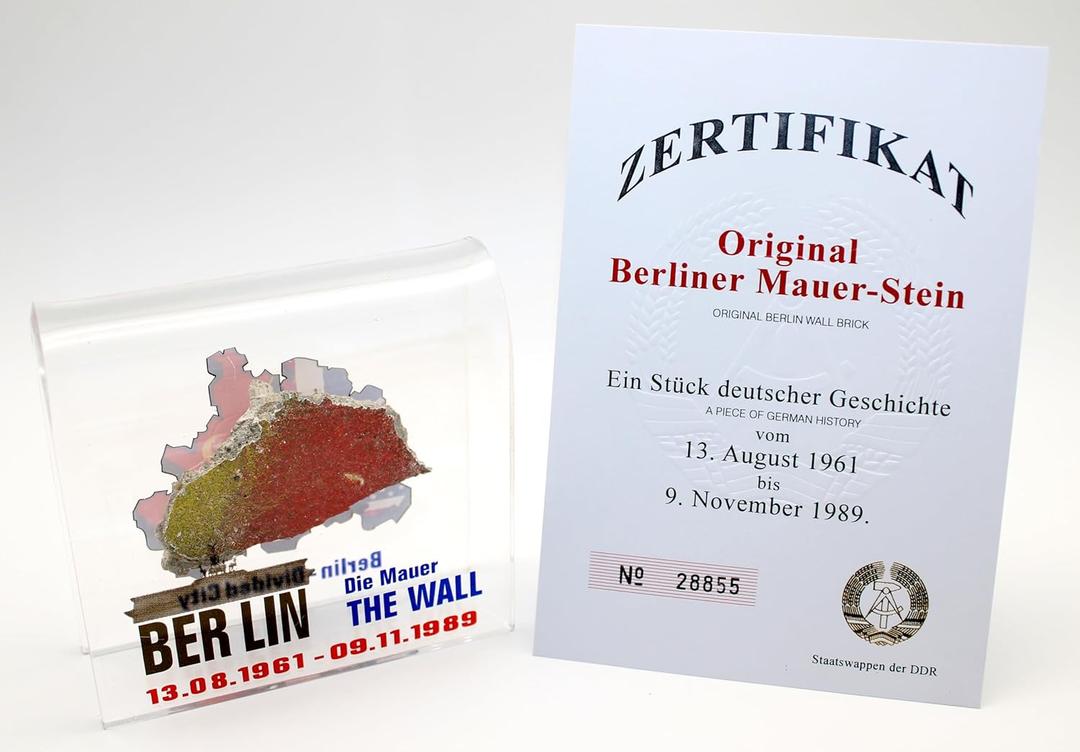 Berlin -
Divided City
BER LIN
Die Mauer
THE WALL
13.08.1961 - 09.11.1989
ZERTIFIKAT
Original
Berliner Mauer-Stein
ORIGINAL BERLIN WALL BRICK
Ein Stück deutscher Geschichte
A PIECE OF GERMAN HISTORY
vom
13. August 1961
bis
9. November 1989.
Nº 28855
Staatswappen der DDR